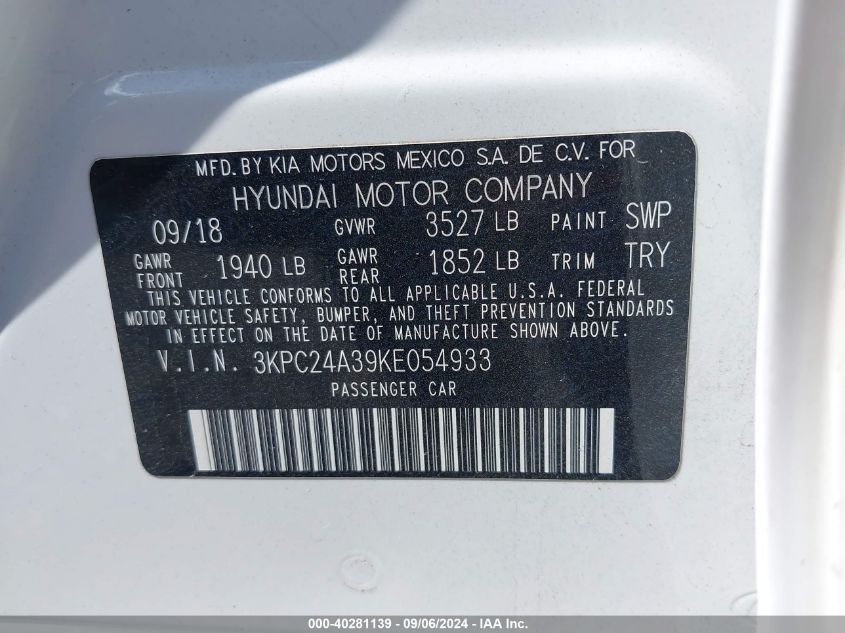 MFD. BY KIA MOTORS MEXICO S.A. DE C.V. FOR
HYUNDAI MOTOR COMPANY
09/18 GVWR 3527 LB PAINT SWP
GAWR FRONT 1940 LB GAWR REAR 1852 LB TRIM TRY
THIS VEHICLE CONFORMS TO ALL APPLICABLE U.S.A. FEDERAL
MOTOR VEHICLE SAFETY, BUMPER, AND THEFT PREVENTION STANDARDS
IN EFFECT ON THE DATE OF MANUFACTURE SHOWN ABOVE.
V.I.N. 3KPC24A39KE054933
PASSENGER CAR
000-40281139 - 09/06/2024 - IAA Inc.